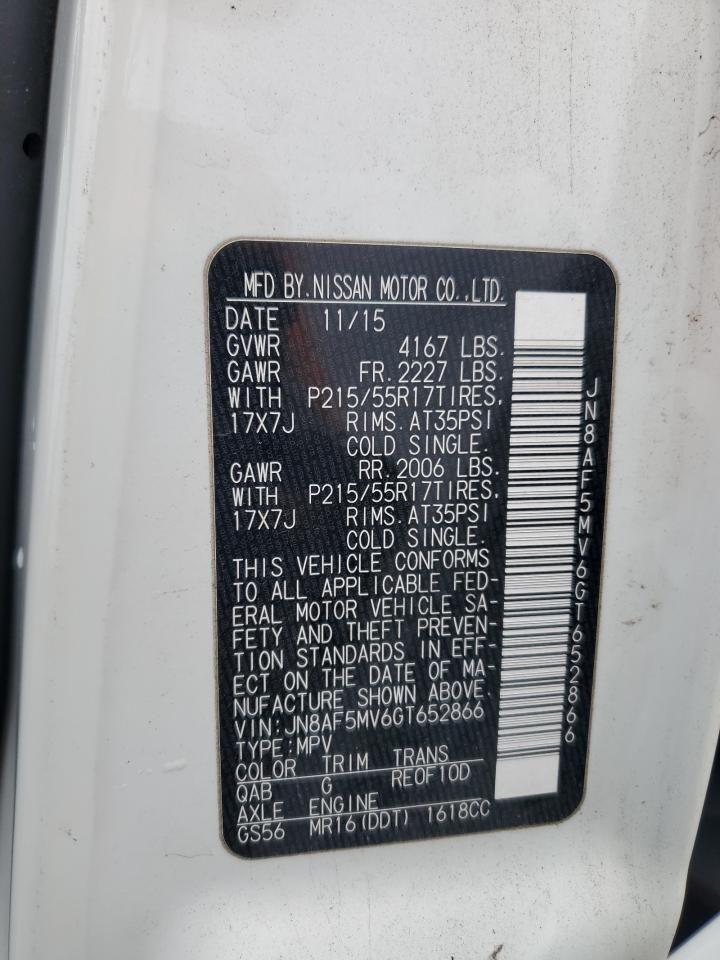 MFD BY.NISSAN MOTOR CO.,LTD.
DATE 11/15
GVWR 4167 LBS.
GAWR FR. 2227 LBS.
WITH P215/55R17TIRES,
17X7J RIMS. AT35PSI
COLD SINGLE.
GAWR RR. 2006 LBS.
WITH P215/55R17TIRES,
17X7J RIMS. AT35PSI
COLD SINGLE.
THIS VEHICLE CONFORMS
TO ALL APPLICABLE FED-
ERAL MOTOR VEHICLE SA-
FETY AND THEFT PREVEN-
TION STANDARDS IN EFF-
ECT ON THE DATE OF MA-
NUFACTURE SHOWN ABOVE.
VIN:JN8AF5MV6GT652866
TYPE:MPV
COLOR TRIM TRANS
QAB G RE0F10D
AXLE ENGINE
GS56 MR16(DDT) 1618CC
JN8AF5MV6GT652866